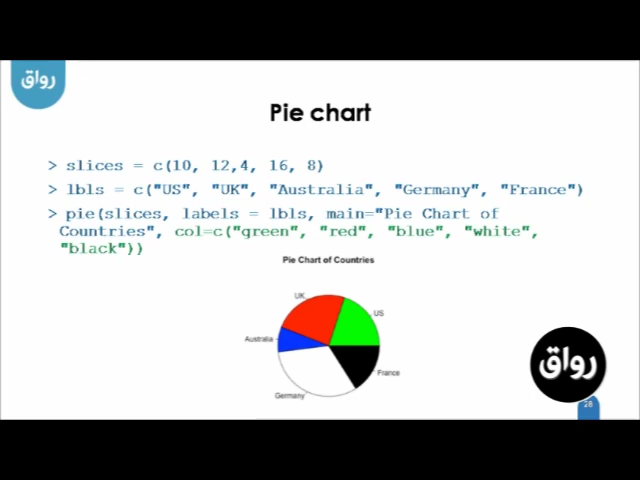 رواق
Pie chart
> slices = c(10, 12,4, 16, 8)
> lbls = c("US", "UK", "Australia", "Germany", "France")
> pie(slices, labels = lbls, main="Pie Chart of
Countries", col=c("green", "red", "blue", "white",
"black"))
Pie Chart of Countries
UK
US
Australia
France
Germany
رواق
28